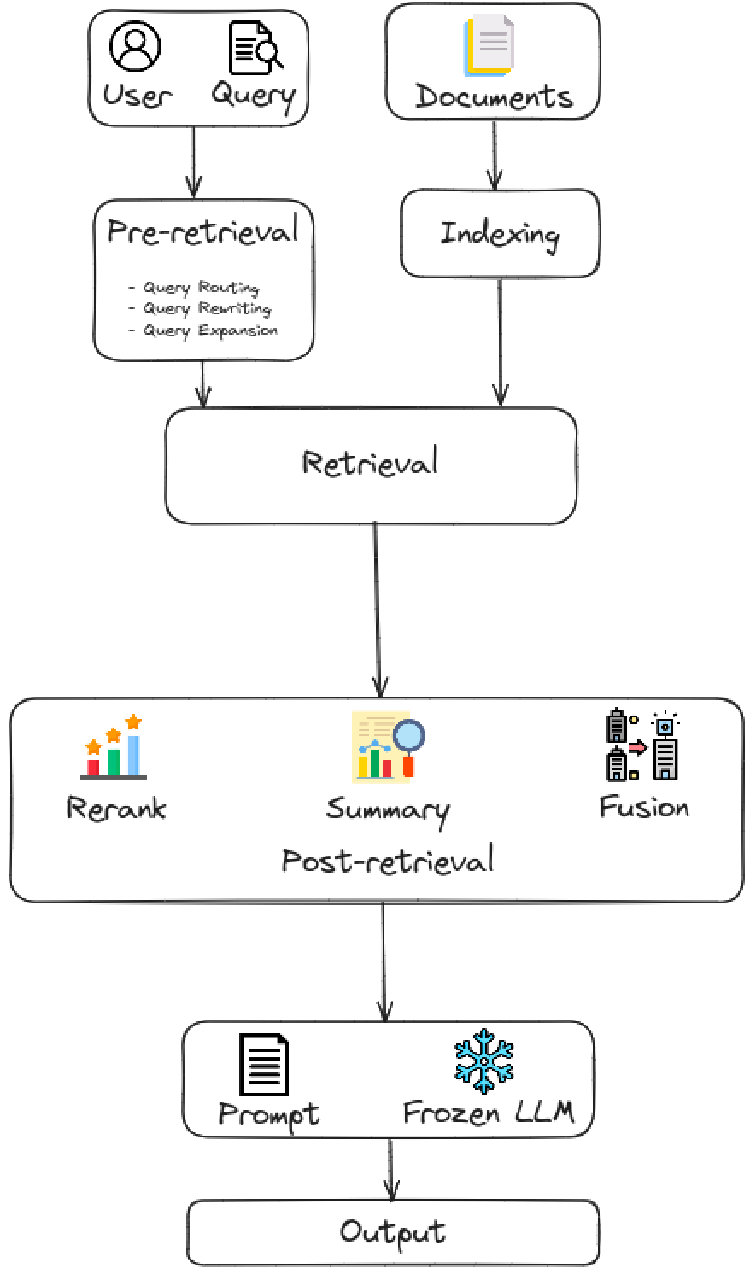 User Query
Documents
Pre-retrieval
- Query Routing
- Query Rewriting
- Query Expansion
Indexing
Retrieval
Rerank Summary Fusion
Post-retrieval
Prompt Frozen LLM
Output